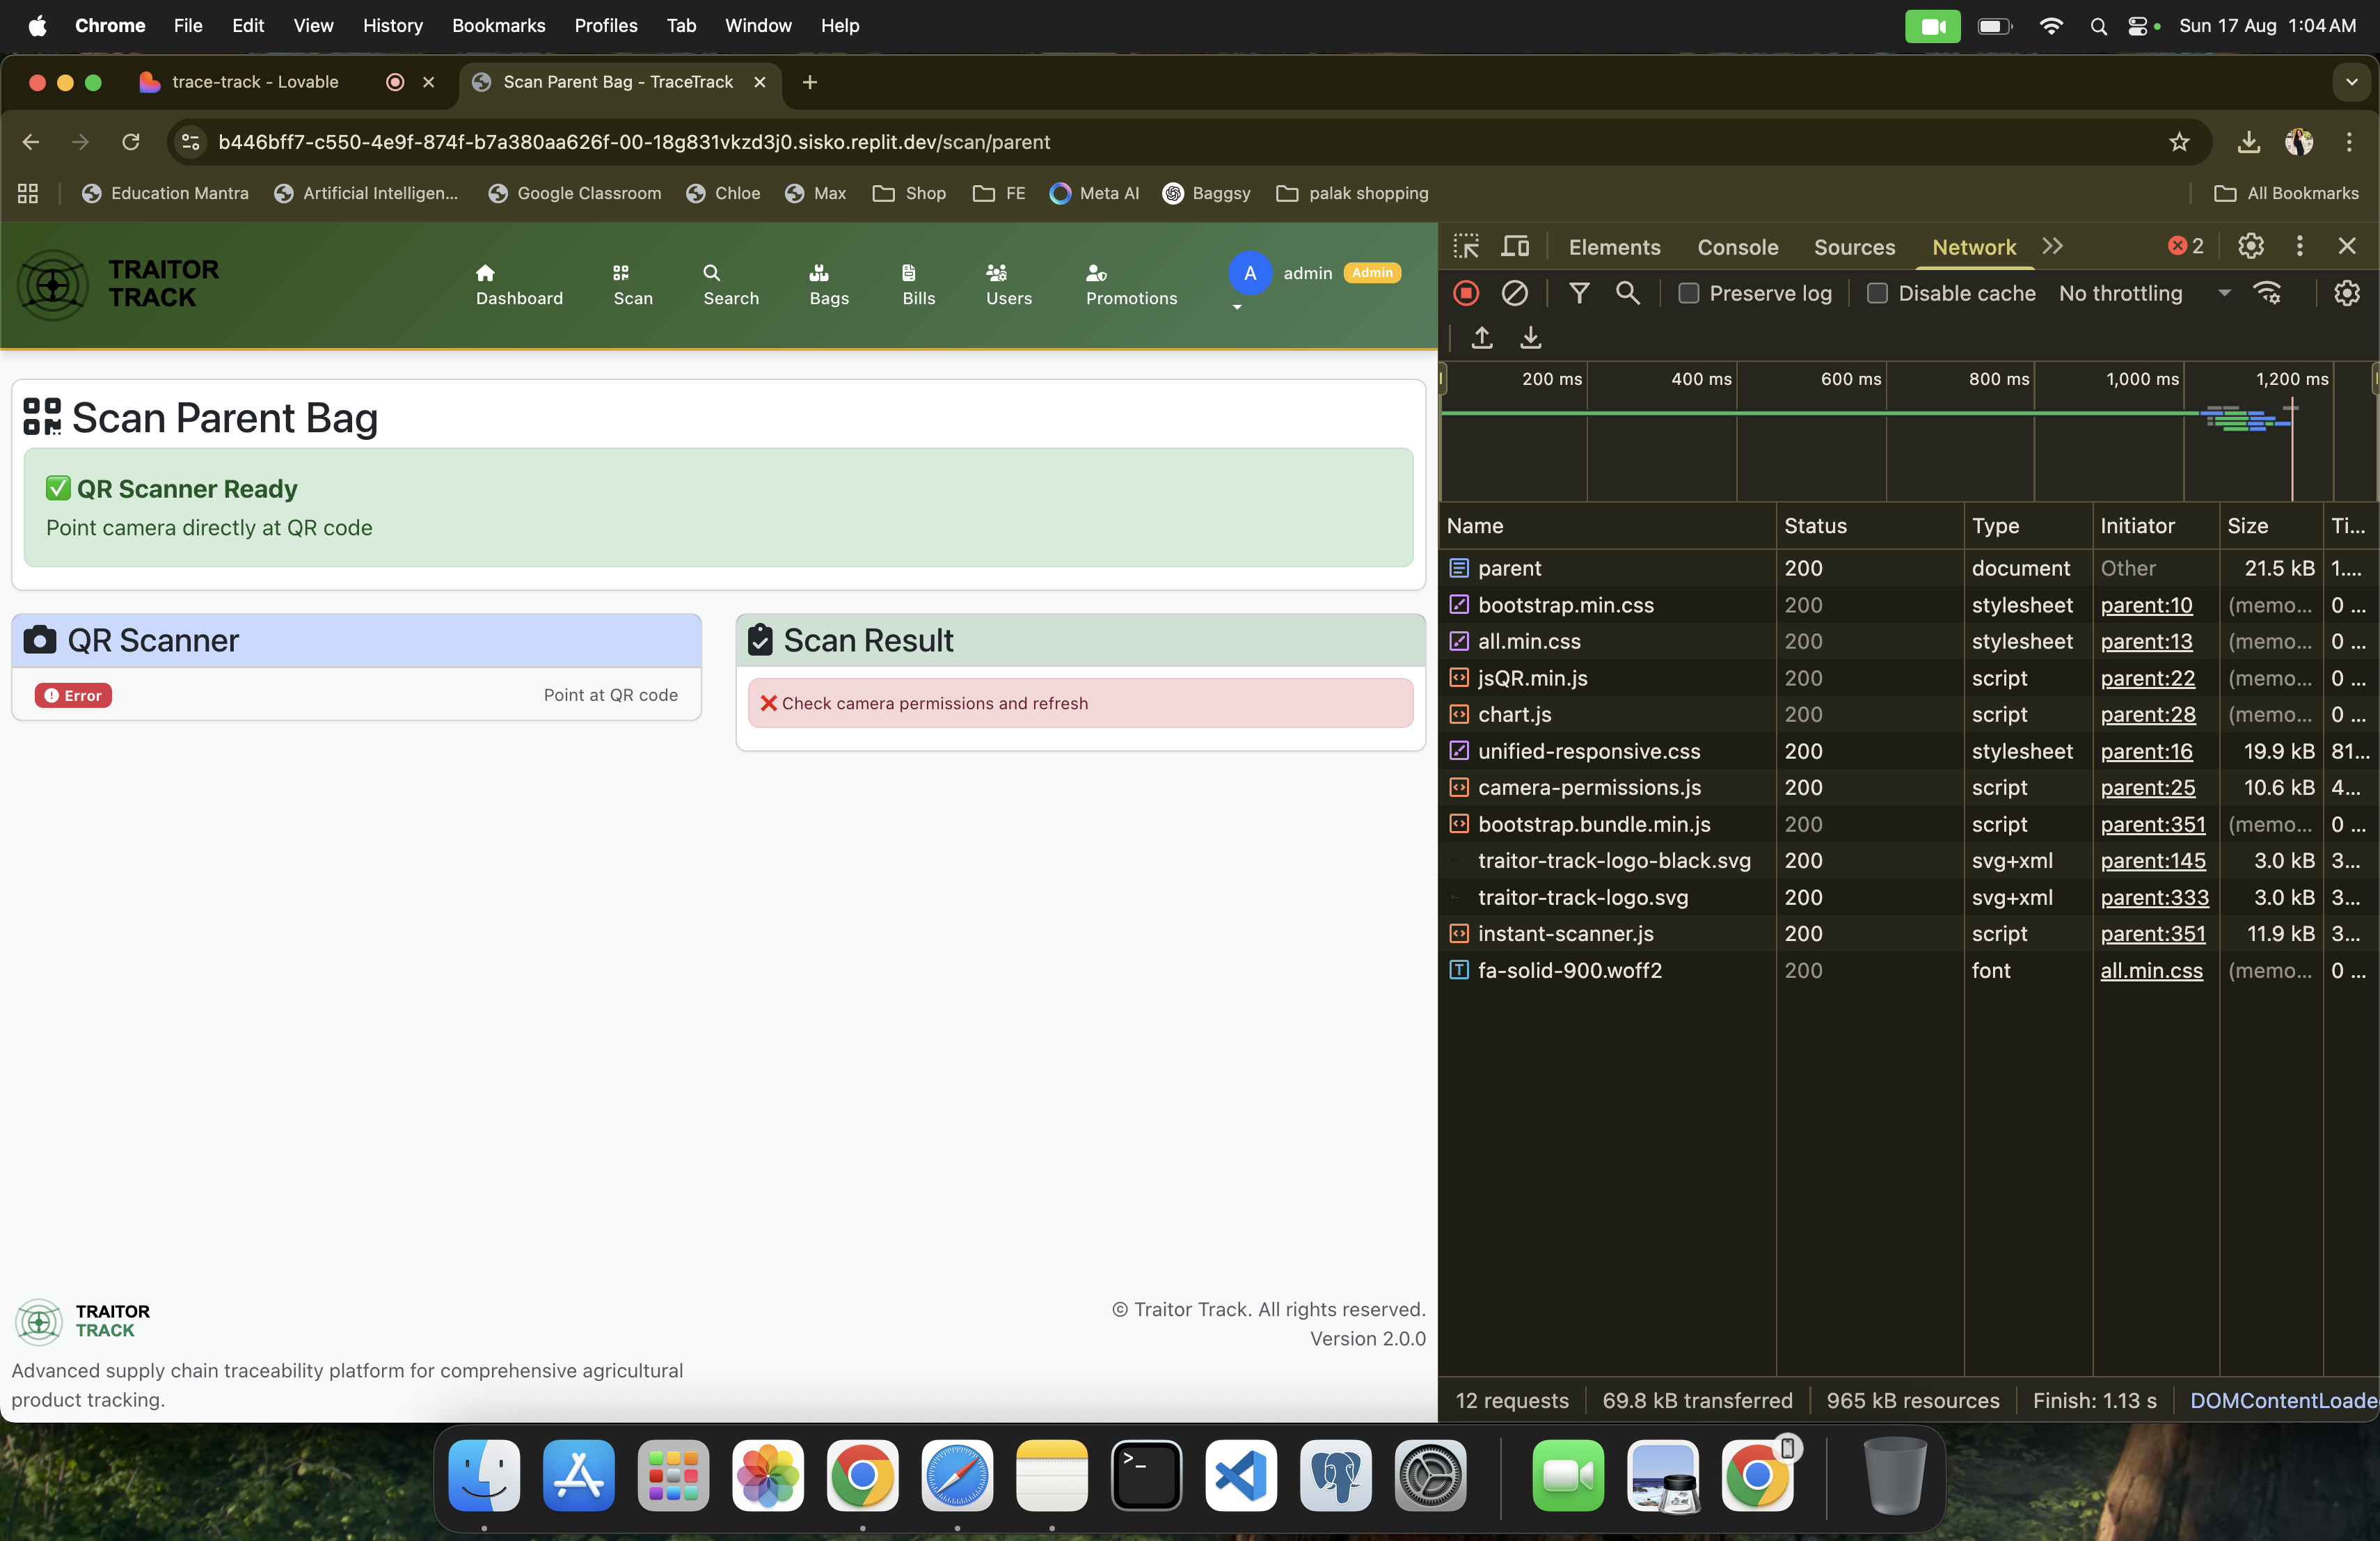 Chrome File Edit View History Bookmarks Profiles Tab Window Help Sun 17 Aug 1:04 AM
trace-track - Lovable Scan Parent Bag - TraceTrack
b446bff7-c550-4e9f-874f-b7a380aa626f-00-18g831vkzd3j0.sisko.replit.dev/scan/parent
Education Mantra Artificial Intelligen... Google Classroom Chloe Max Shop FE Meta AI Baggsy palak shopping All Bookmarks
TRAITOR
TRACK
Dashboard Scan Search Bags Bills Users Promotions A admin Admin
Scan Parent Bag
QR Scanner Ready
Point camera directly at QR code
QR Scanner
Error Point at QR code
Scan Result
Check camera permissions and refresh
TRAITOR
TRACK
Advanced supply chain traceability platform for comprehensive agricultural
product tracking.
© Traitor Track. All rights reserved.
Version 2.0.0
Elements Console Sources Network 2
Preserve log Disable cache No throttling
200 ms 400 ms 600 ms 800 ms 1,000 ms 1,200 ms
Name Status Type Initiator Size Ti...
parent 200 document Other 21.5 kB 1....
bootstrap.min.css 200 stylesheet parent:10 (memo... 0 ...
all.min.css 200 stylesheet parent:13 (memo... 0 ...
jsQR.min.js 200 script parent:22 (memo... 0 ...
chart.js 200 script parent:28 (memo... 0 ...
unified-responsive.css 200 stylesheet parent:16 19.9 kB 81...
camera-permissions.js 200 script parent:25 10.6 kB 4...
bootstrap.bundle.min.js 200 script parent:351 (memo... 0 ...
traitor-track-logo-black.svg 200 svg+xml parent:145 3.0 kB 3...
traitor-track-logo.svg 200 svg+xml parent:333 3.0 kB 3...
instant-scanner.js 200 script parent:351 11.9 kB 3...
fa-solid-900.woff2 200 font all.min.css (memo... 0 ...
12 requests 69.8 kB transferred 965 kB resources Finish: 1.13 s DOMContentLoade